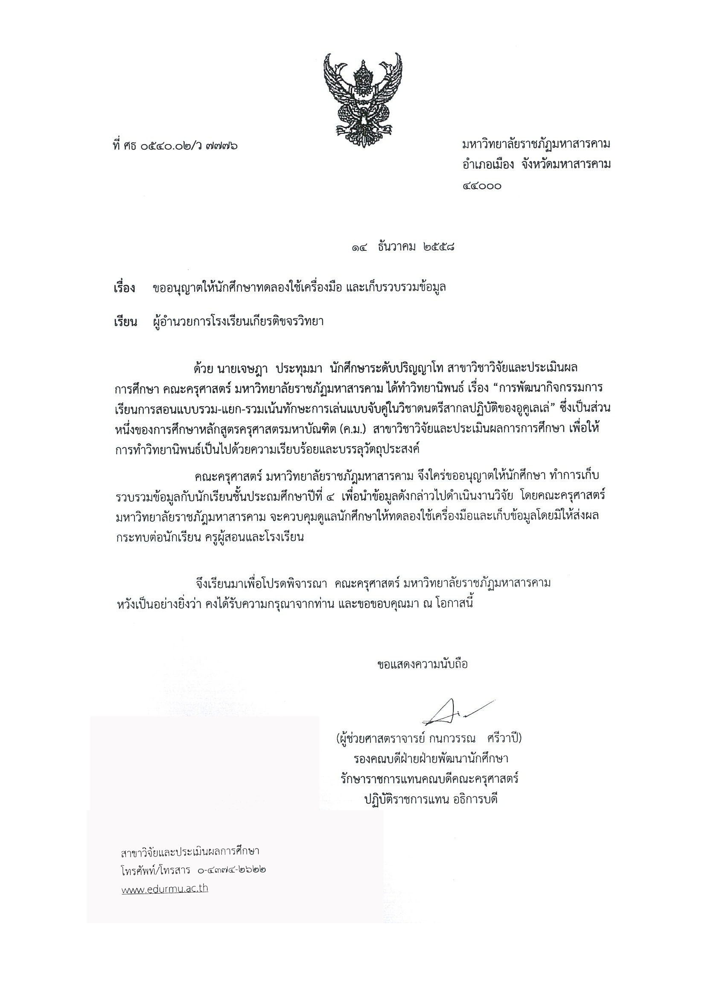 ที่ ศธ ๐๕๔๐.๐๒/ว ๗๗๗๖
มหาวิทยาลัยราชภัฏมหาสารคาม
อำเภอเมือง จังหวัดมหาสารคาม
๔๔๐๐๐
๑๔ ธันวาคม ๒๕๕๘
เรื่อง ขออนุญาตให้นักศึกษาทดลองใช้เครื่องมือ และเก็บรวบรวมข้อมูล
เรียน ผู้อำนวยการโรงเรียนเกียรติขจรวิทยา
ด้วย นายเจษฎา ประทุมมา นักศึกษาระดับปริญญาโท สาขาวิชาวิจัยและประเมินผล
การศึกษา คณะครุศาสตร์ มหาวิทยาลัยราชภัฏมหาสารคาม ได้ทำวิทยานิพนธ์ เรื่อง “การพัฒนากิจกรรมการ
เรียนการสอนแบบรวม-แยก-รวมเน้นทักษะการเล่นแบบจับคู่ในวิชาดนตรีสากลปฏิบัติของอูคูเลเล่” ซึ่งเป็นส่วน
หนึ่งของการศึกษาหลักสูตรครุศาสตรมหาบัณฑิต (ค.ม.) สาขาวิชาวิจัยและประเมินผลการการศึกษา เพื่อให้
การทำวิทยานิพนธ์เป็นไปด้วยความเรียบร้อยและบรรลุวัตถุประสงค์
คณะครุศาสตร์ มหาวิทยาลัยราชภัฏมหาสารคาม จึงใคร่ขออนุญาตให้นักศึกษา ทำการเก็บ
รวบรวมข้อมูลกับนักเรียนชั้นประถมศึกษาปีที่ ๔ เพื่อนำข้อมูลดังกล่าวไปดำเนินงานวิจัย โดยคณะครุศาสตร์
มหาวิทยาลัยราชภัฎมหาสารคาม จะควบคุมดูแลนักศึกษาให้ทดลองใช้เครื่องมือและเก็บข้อมูลโดยมิให้ส่งผล
กระทบต่อนักเรียน ครูผู้สอนและโรงเรียน
จึงเรียนมาเพื่อโปรดพิจารณา คณะครุศาสตร์ มหาวิทยาลัยราชภัฏมหาสารคาม
หวังเป็นอย่างยิ่งว่า คงได้รับความกรุณาจากท่าน และขอขอบคุณมา ณ โอกาสนี้
ขอแสดงความนับถือ
(ผู้ช่วยศาสตราจารย์ กนกวรรณ ศรีวาปี)
รองคณบดีฝ่ายฝ่ายพัฒนานักศึกษา
รักษาราชการแทนคณบดีคณะครุศาสตร์
ปฏิบัติราชการแทน อธิการบดี
สาขาวิจัยและประเมินผลการศึกษา
โทรศัพท์/โทรสาร ๐-๔๓๗๔-๒๖๒๒
www.edurmu.ac.th